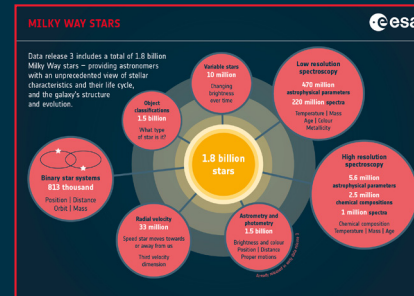 MILKY WAY STARS
esa
Data release 3 includes a total of 1.8 billion
Milky Way stars – providing astronomers
with an unprecedented view of stellar
characteristics and their life cycle,
and the galaxy's structure
and evolution.
Variable stars
10 million
Changing
brightness
over time
Low resolution
spectroscopy
470 million
astrophysical parameters
220 million spectra
Temperature | Mass
Age | Colour
Metallicity
Object
classifications
1.5 billion
What type
of star is it?
1.8 billion
stars
Binary star systems
813 thousand
Position | Distance
Orbit | Mass
High resolution
spectroscopy
5.6 million
astrophysical parameters
2.5 million
chemical compositions
1 million spectra
Chemical composition
Temperature | Mass | Age
Radial velocity
33 million
Speed star moves towards
or away from us
Third velocity
dimension
Astrometry and
photometry
1.5 billion
Brightness and colour
Position | Distance
Proper motions